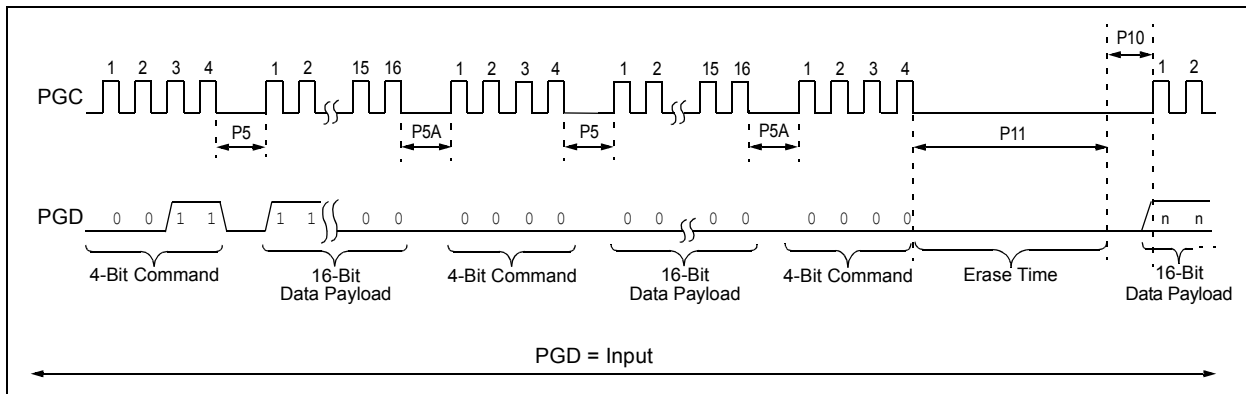 P10
1 2 3 4 1 2 15 16 1 2 3 4 1 2 15 16 1 2 3 4 1 2
PGC
P5 P5A P5 P5A P11
PGD 0 0 1 1 1 1 0 0 0 0 0 0 0 0 0 0 0 0 0 0 n n
4-Bit Command 16-Bit 4-Bit Command 16-Bit 4-Bit Command Erase Time 16-Bit
Data Payload Data Payload Data Payload
PGD = Input